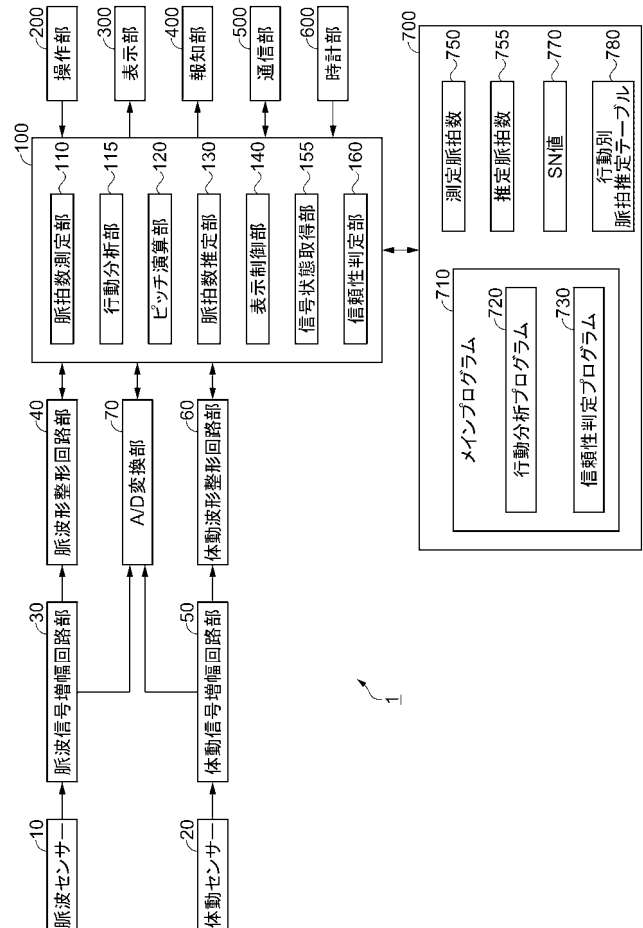 10
脈波センサー
30
脈波信号増幅回路部
40
脈波形整形回路部
70
A/D変換部
20
体動センサー
50
体動信号増幅回路部
60
体動波形整形回路部
100
110
脈拍数測定部
115
行動分析部
120
ピッチ演算部
130
脈拍数推定部
140
表示制御部
155
信号状態取得部
160
信頼性判定部
200
操作部
300
表示部
400
報知部
500
通信部
600
時計部
1
700
710
メインプログラム
720
行動分析プログラム
730
信頼性判定プログラム
750
測定脈拍数
755
推定脈拍数
770
SN値
780
行動別
脈拍推定テーブル